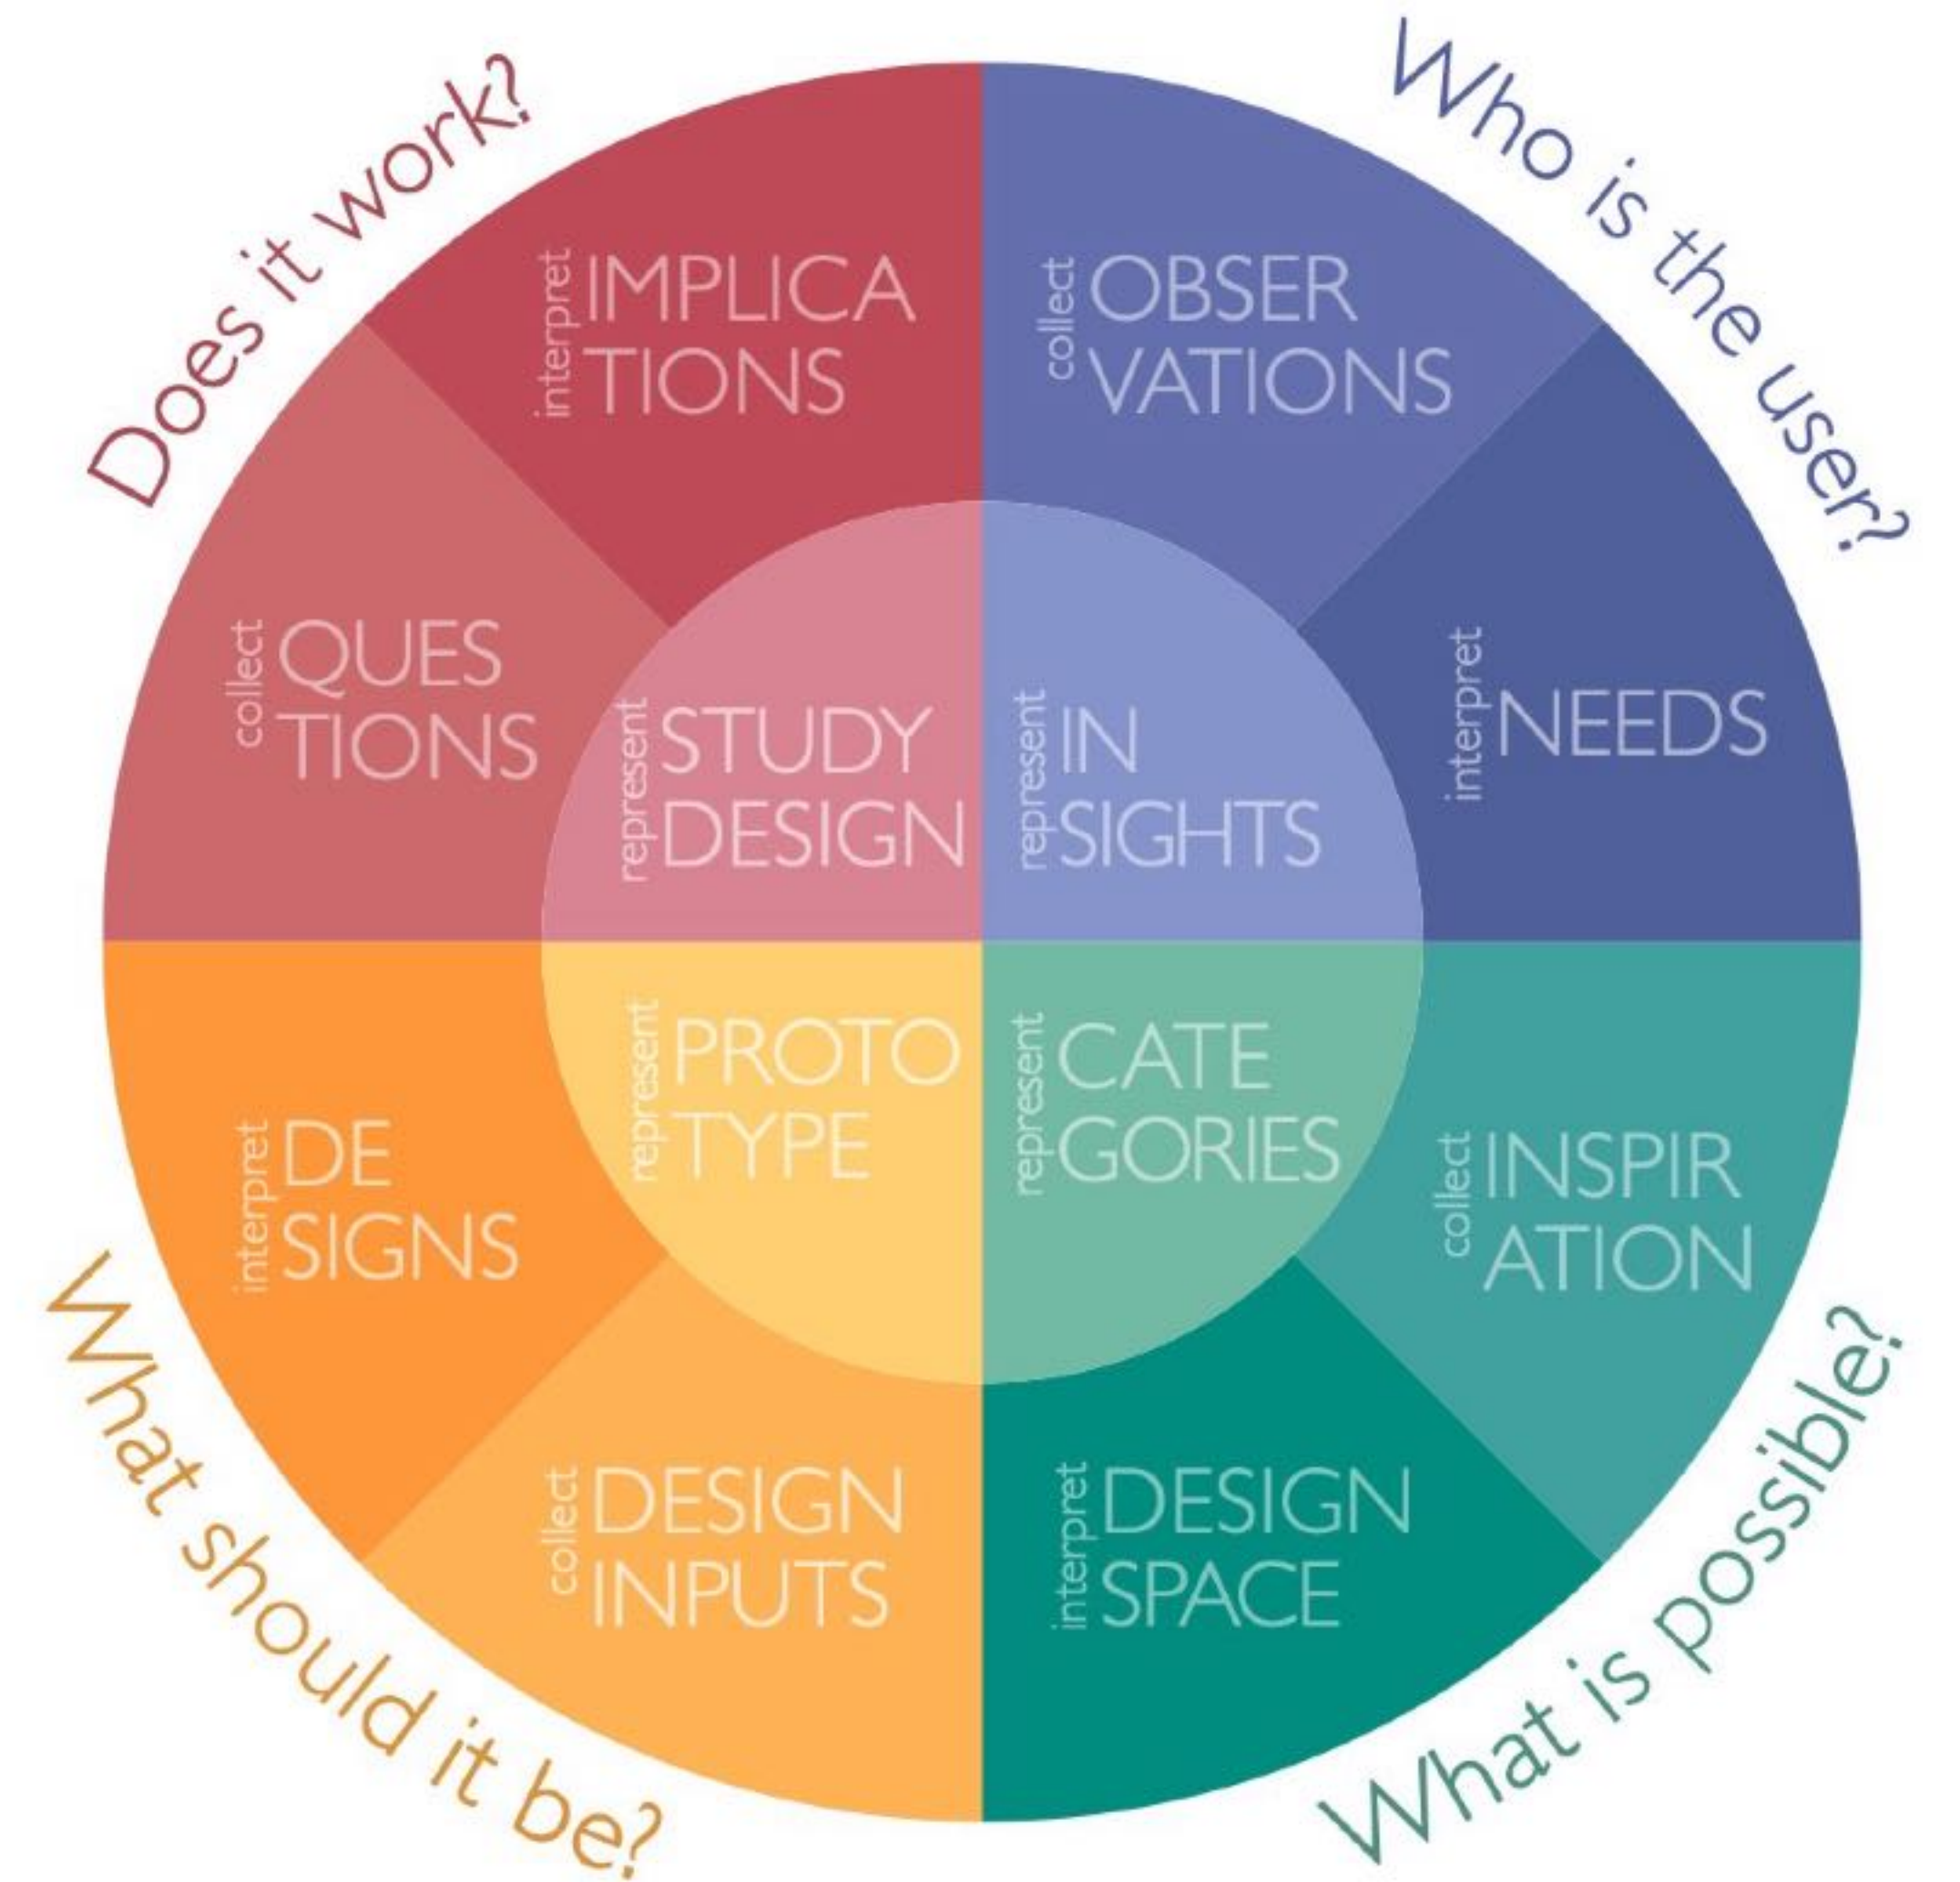 Does it work?
Who is the user?
interpret
IMPLICA
TIONS
collect
OBSER
VATIONS
collect
QUES
TIONS
represent
STUDY
DESIGN
represent
IN
SIGHTS
interpret
NEEDS
interpret
DE
SIGNS
represent
PROTO
TYPE
represent
CATE
GORIES
collect
INSPIR
ATION
collect
DESIGN
INPUTS
interpret
DESIGN
SPACE
What should it be?
What is possible?